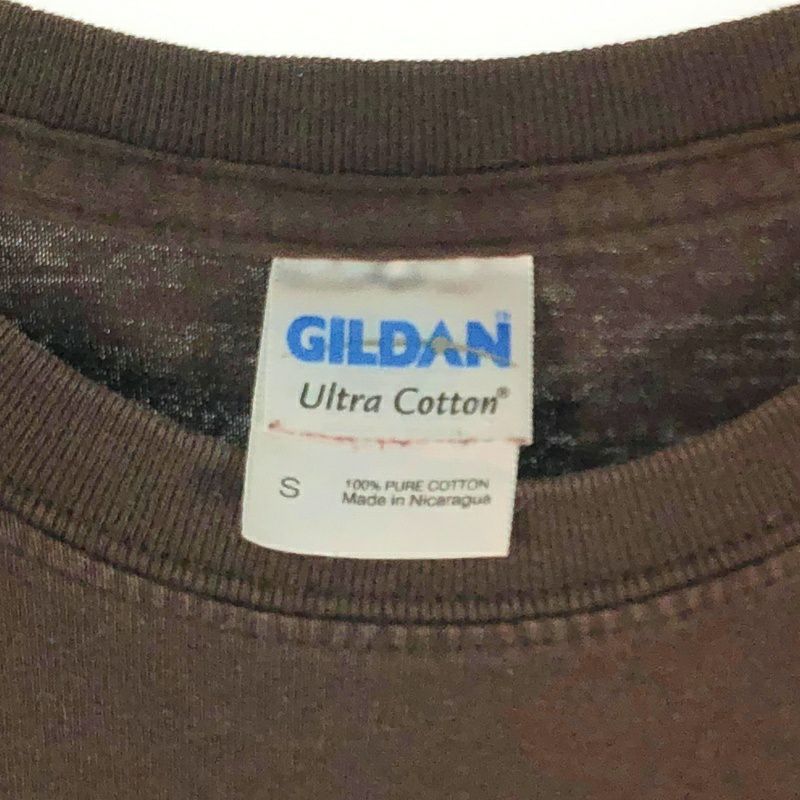 GILDAN
Ultra Cotton®
S
100% PURE COTTON
Made in Nicaragua